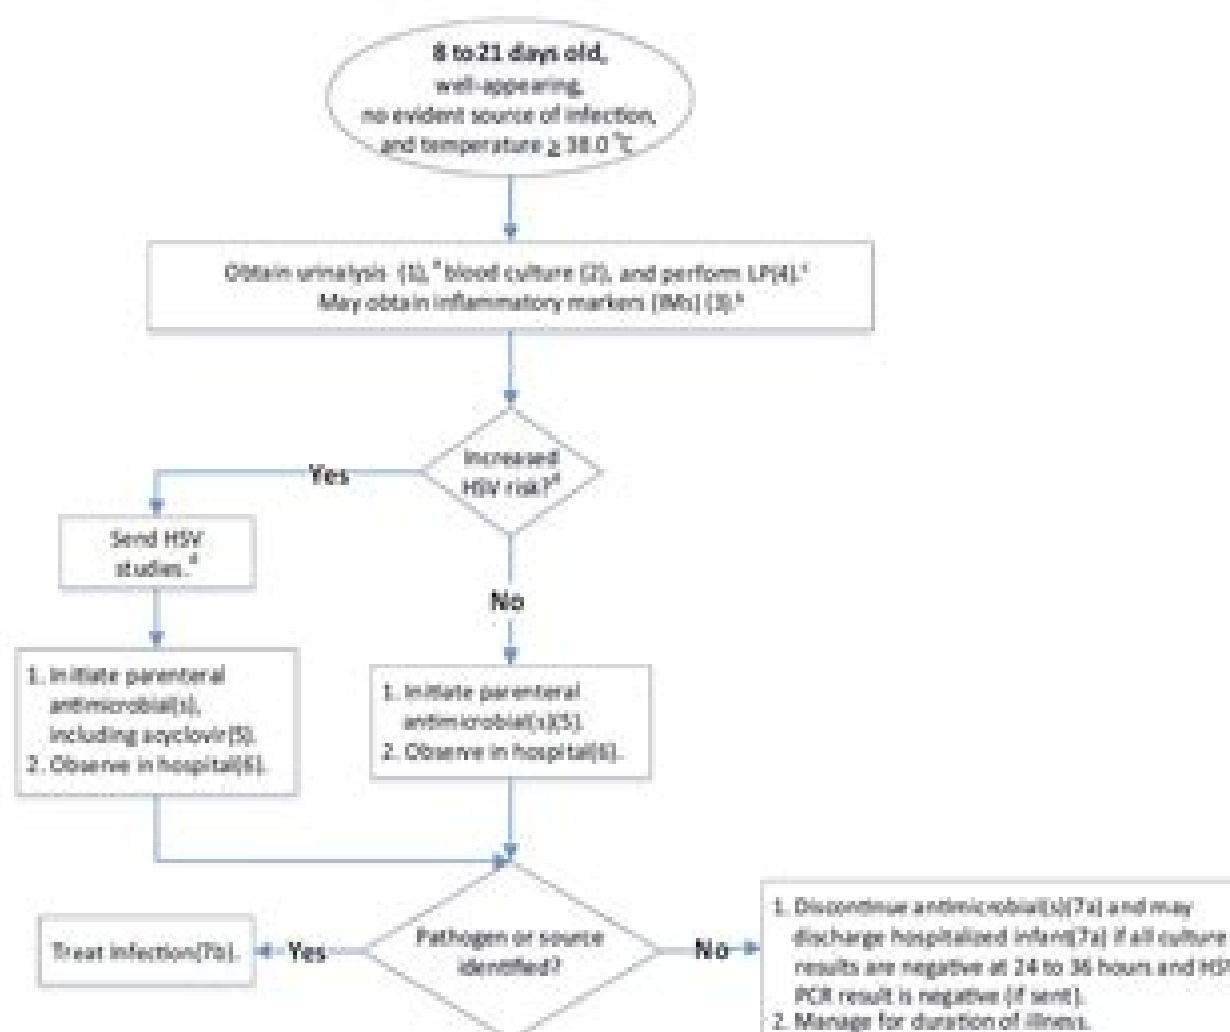 8 to 21 days old,
well-appearing,
no evident source of infection,
and temperature ≥ 38.0 °C
Obtain urinalysis (1),ᵃ blood culture (2), and perform LP(4).ᶜ
May obtain inflammatory markers (IMs) (3).ᵇ
Increased
HSV risk?ᵈ
Yes
Send HSV
studies.ᵈ
No
1. Initiate parenteral
antimicrobial(s),
including acyclovir(5).
2. Observe in hospital(6).
1. Initiate parenteral
antimicrobial(s)(5).
2. Observe in hospital(6).
Pathogen or source
identified?
Yes
Treat infection(7b).
No
1. Discontinue antimicrobial(s)(7a) and may
discharge hospitalized infant(7a) if all culture
results are negative at 24 to 36 hours and HSV
PCR result is negative (if sent).
2. Manage for duration of illness.